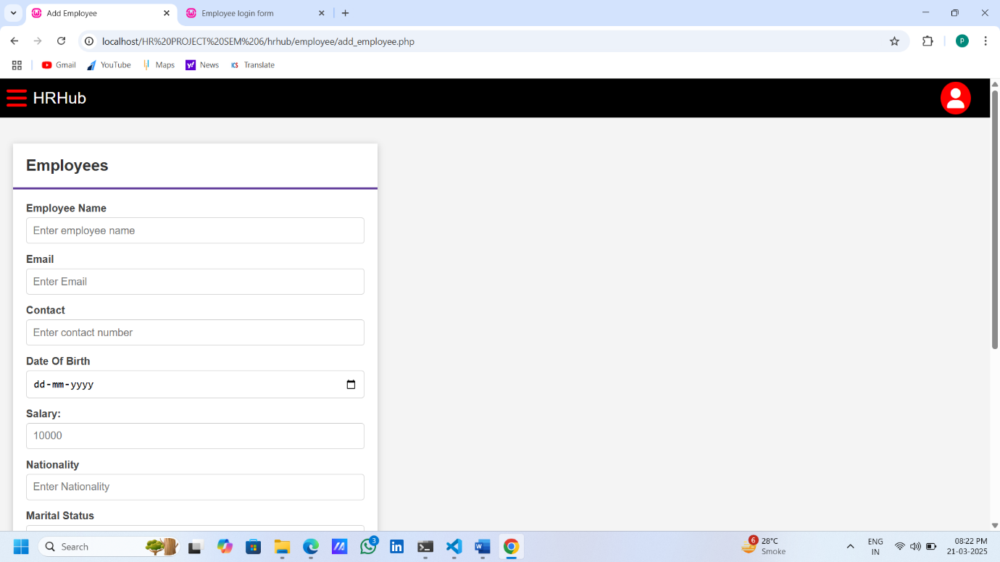 Add Employee
Employee login form
localhost/HR%20PROJECT%20SEM%206/hrhub/employee/add_employee.php
P
Gmail
YouTube
Maps
y!
News
ICS
Translate
HRHub
Employees
Employee Name
Enter employee name
Email
Enter Email
Contact
Enter contact number
Date Of Birth
dd-mm-yyyy
Salary:
10000
Nationality
Enter Nationality
Marital Status
Search
3
in
W
6
28°C
Smoke
ENG
IN
08:22 PM
21-03-2025